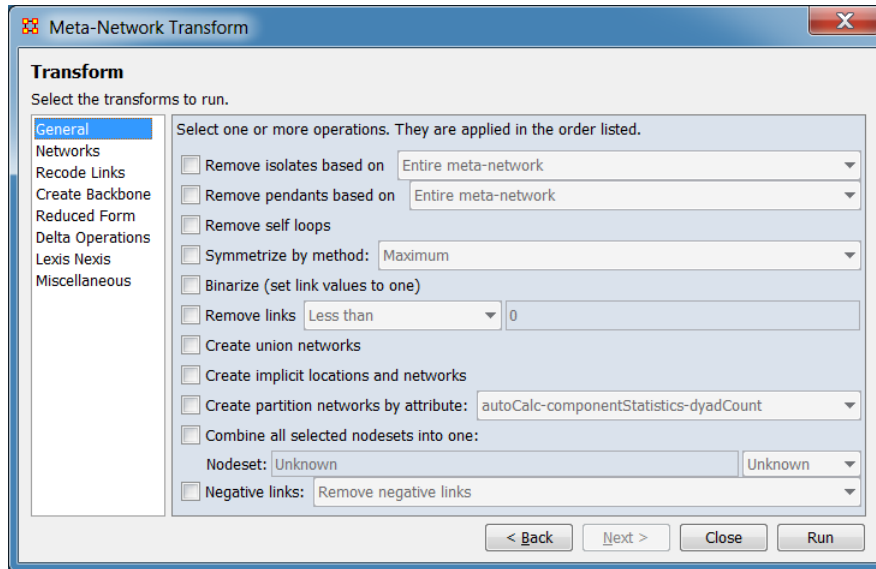 Meta-Network Transform
X
Transform
Select the transforms to run.
General
Networks
Recode Links
Create Backbone
Reduced Form
Delta Operations
Lexis Nexis
Miscellaneous
Select one or more operations. They are applied in the order listed.
Remove isolates based on Entire meta-network
Remove pendants based on Entire meta-network
Remove self loops
Symmetrize by method: Maximum
Binarize (set link values to one)
Remove links Less than 0
Create union networks
Create implicit locations and networks
Create partition networks by attribute: autoCalc-componentStatistics-dyadCount
Combine all selected nodesets into one:
Nodeset: Unknown Unknown
Negative links: Remove negative links
< Back Next > Close Run